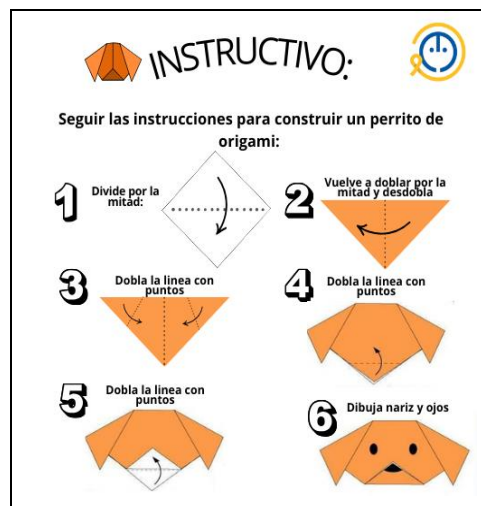 INSTRUCTIVO:
Seguir las instrucciones para construir un perrito de
origami:
1
Divide por la
mitad:
2
Vuelve a doblar por la
mitad y desdobla
3
Dobla la linea con
puntos
4
Dobla la linea con
puntos
5
Dobla la linea con
puntos
6
Dibuja nariz y ojos